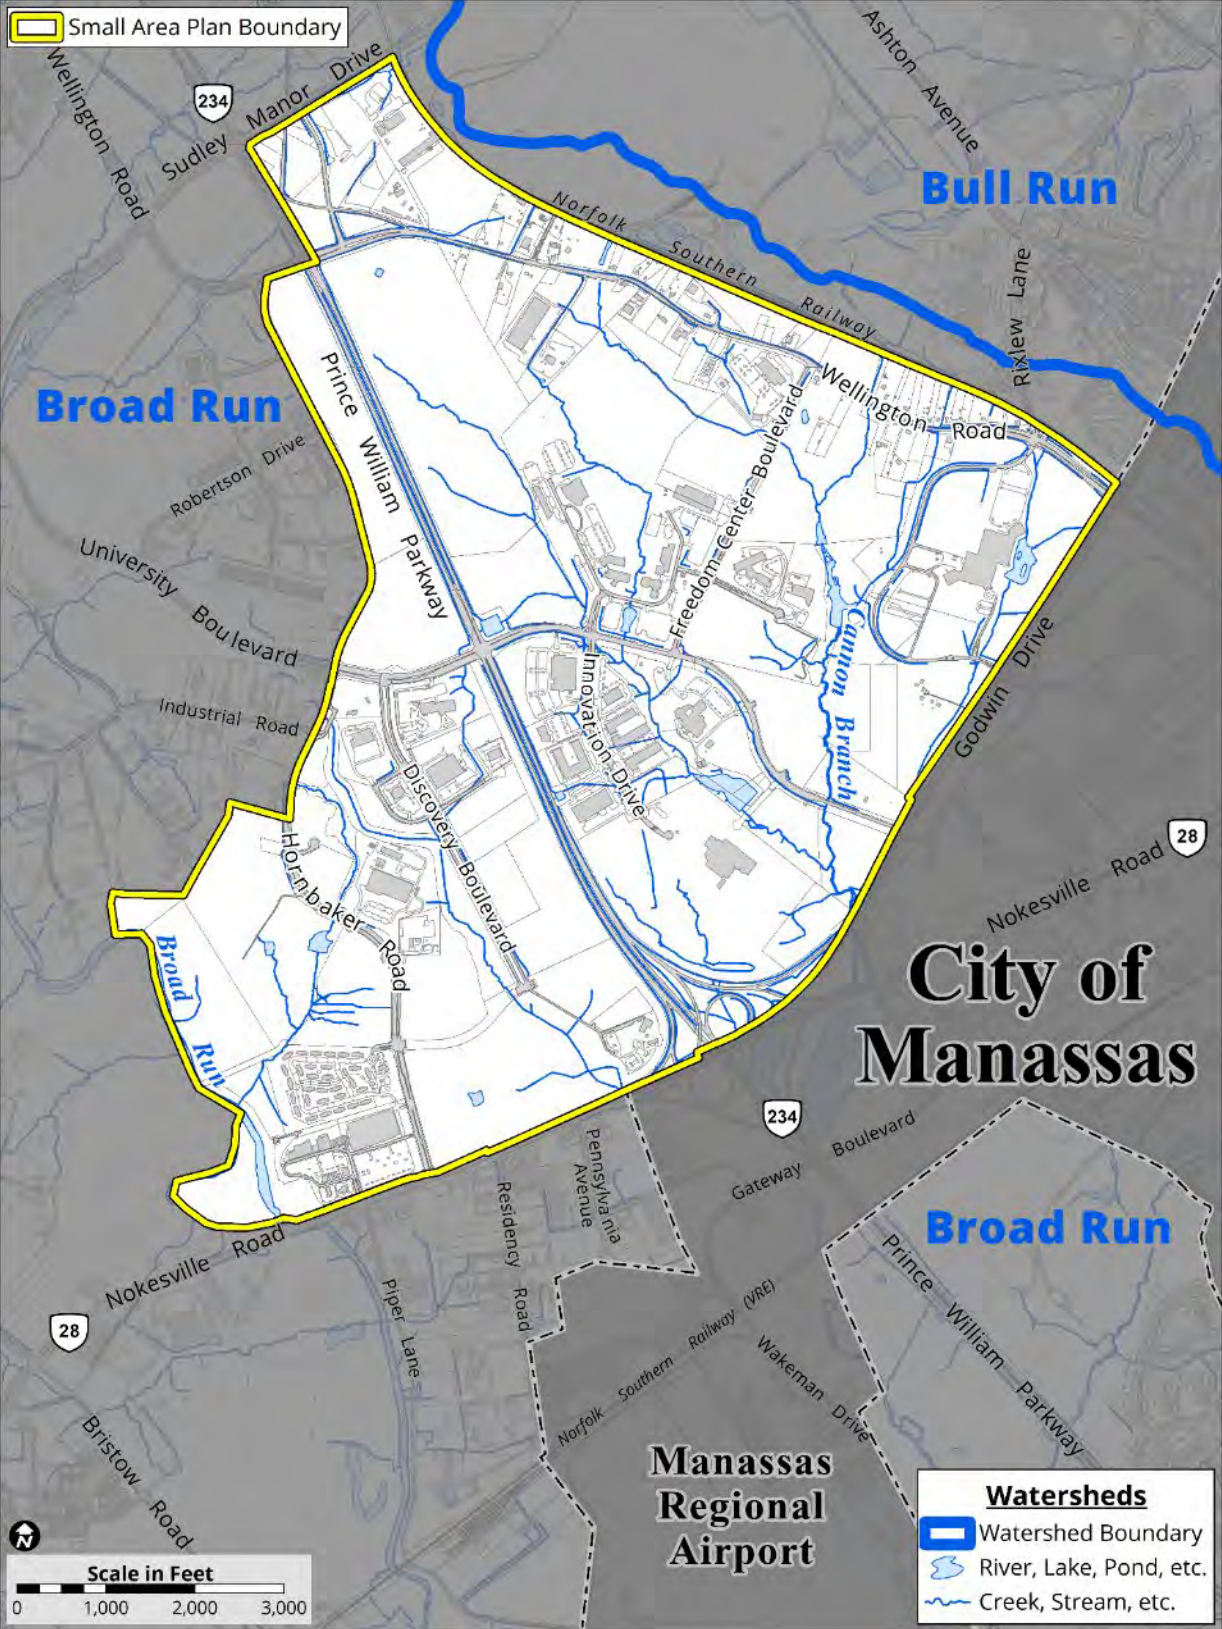 Small Area Plan Boundary
Wellington Road
234
Sudley Manor Drive
Ashton Avenue
Bull Run
Norfolk Southern Railway
Rixlew Lane
Broad Run
Prince William Parkway
Robertson Drive
Wellington Road
Freedom Center Boulevard
University Boulevard
Industrial Road
Innovation Drive
Cannon Branch
Godwin Drive
Discovery Boulevard
Hornbaker Road
28
Nokesville Road
Broad Run
City of
Manassas
234
Gateway Boulevard
Pennsylvania
Avenue
Residency Road
Nokesville Road
28
Piper Lane
Broad Run
Prince William Parkway
Norfolk Southern Railway (VRE)
Wakeman Drive
Bristow Road
Manassas
Regional
Airport
N
Scale in Feet
0 1,000 2,000 3,000
Watersheds
Watershed Boundary
River, Lake, Pond, etc.
Creek, Stream, etc.